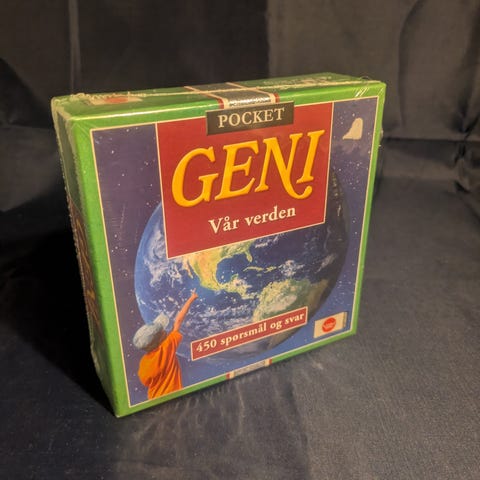 POCKET
GENI
Vår verden
450 spørsmål og svar